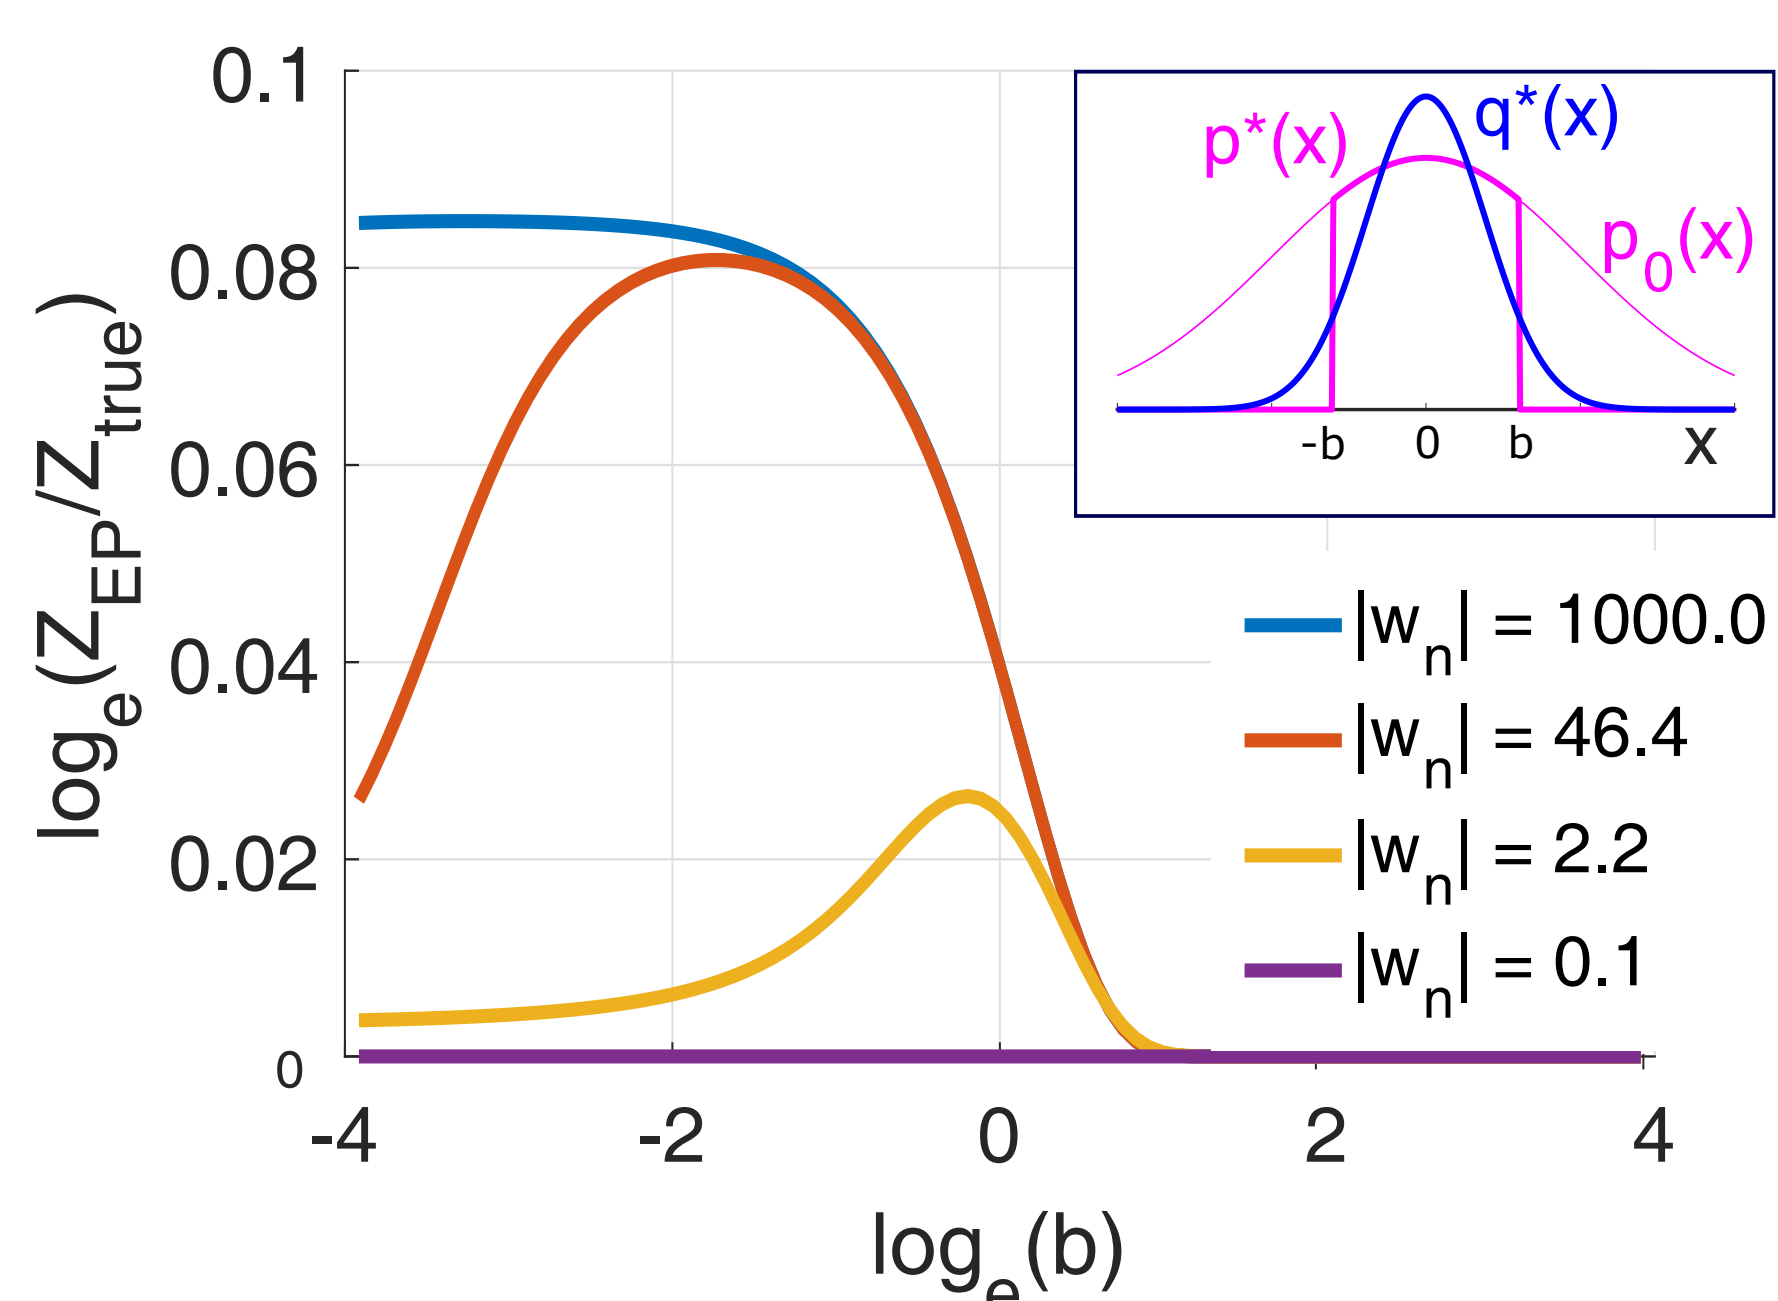 log_e(Z_EP/Z_true)
0.1
0.08
0.06
0.04
0.02
0
-4
-2
0
2
4
log_e(b)
p*(x)
q*(x)
p_0(x)
-b
0
b
x
|w_n| = 1000.0
|w_n| = 46.4
|w_n| = 2.2
|w_n| = 0.1